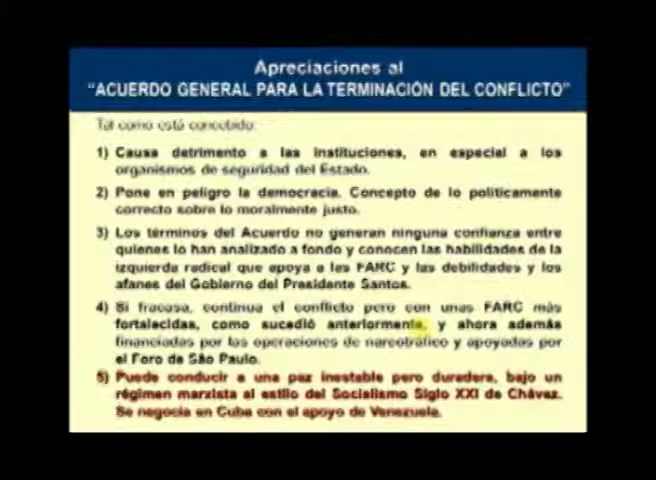 Apreciaciones al
“ACUERDO GENERAL PARA LA TERMINACIÓN DEL CONFLICTO”
Tal como está concebido:
1) Causa detrimento a las instituciones, en especial a los
organismos de seguridad del Estado.
2) Pone en peligro la democracia. Concepto de lo políticamente
correcto sobre lo moralmente justo.
3) Los términos del Acuerdo no generan ninguna confianza entre
quienes lo han analizado a fondo y conocen las habilidades de la
izquierda radical que apoya a las FARC y las debilidades y los
afanes del Gobierno del Presidente Santos.
4) Si fracasa, continua el conflicto pero con unas FARC más
fortalecidas, como sucedió anteriormente, y ahora además
financiadas por las operaciones de narcotráfico y apoyadas por
el Foro de São Paulo.
5) Puede conducir a una paz inestable pero duradera, bajo un
régimen marxista al estilo del Socialismo Siglo XXI de Chávez.
Se negocia en Cuba con el apoyo de Venezuela.